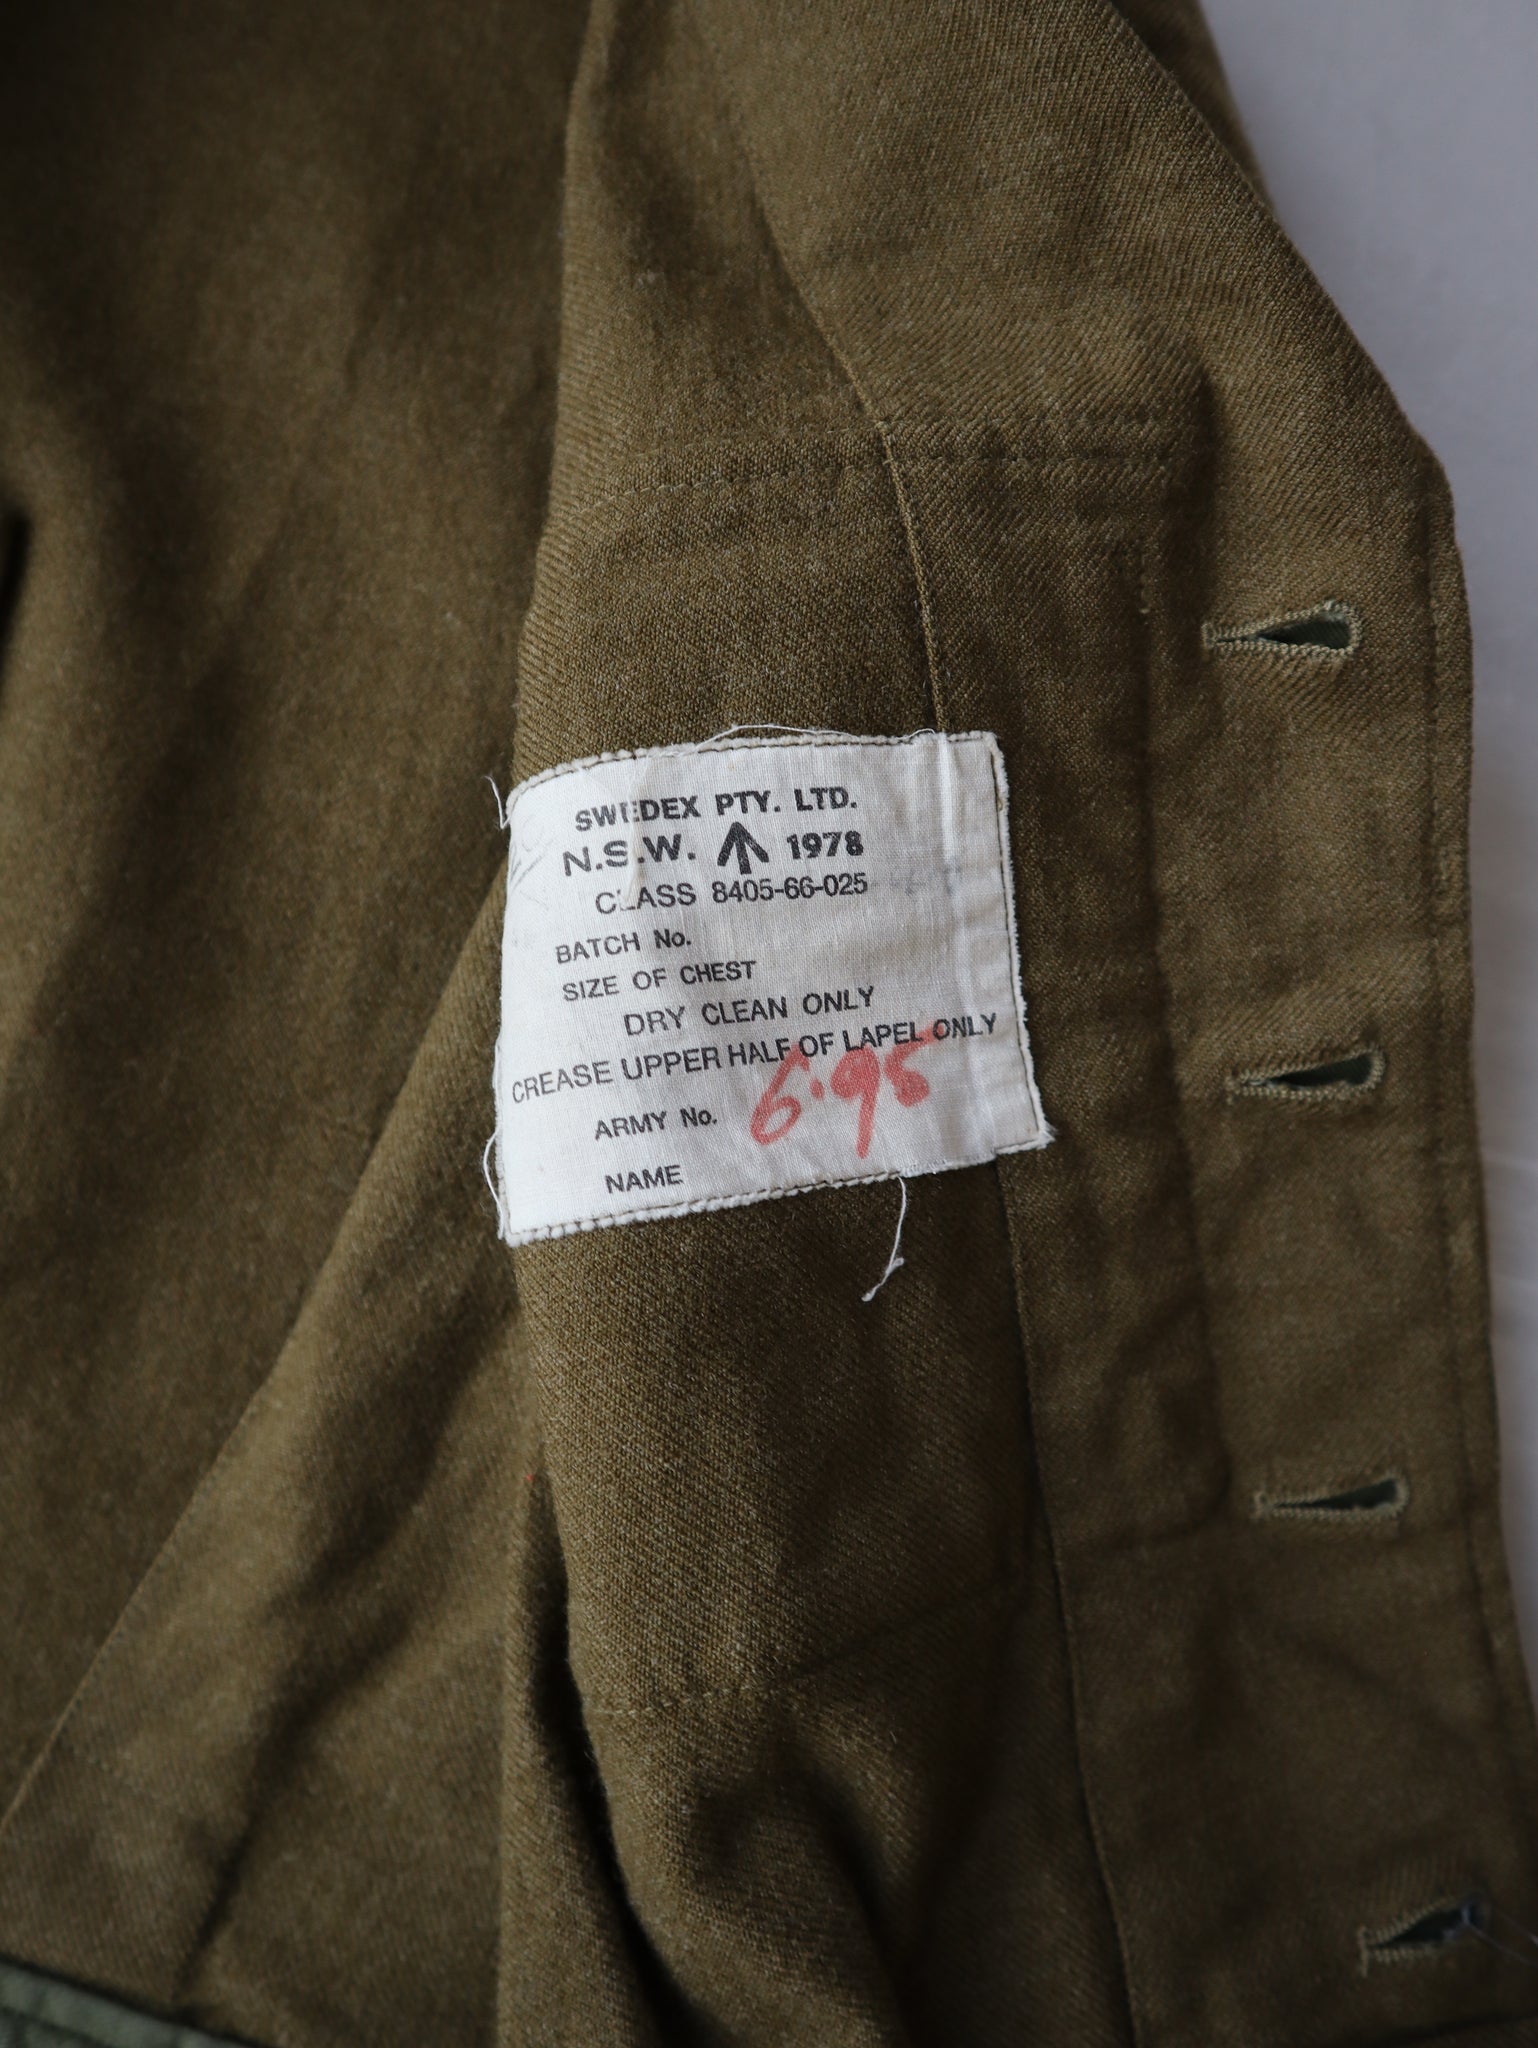 SWEDEX PTY. LTD.
N.S.W. 1978
CLASS 8405-66-025
BATCH No.
SIZE OF CHEST
DRY CLEAN ONLY
CREASE UPPER HALF OF LAPEL ONLY
6.95
ARMY No.
NAME